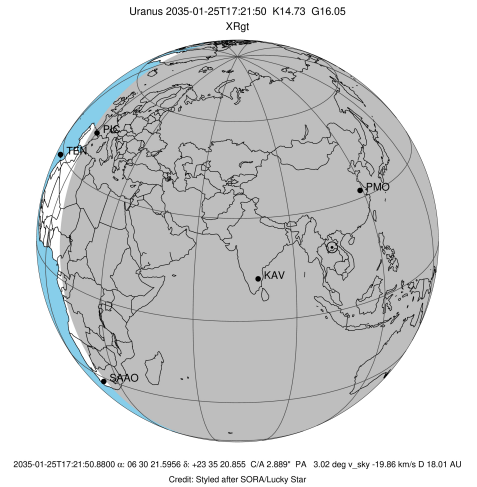 Uranus 2035-01-25T17:21:50 K14.73 G16.05
XRgt
PIC
TBN
PMO
KAV
SAAO
2035-01-25T17:21:50.8800 α: 06 30 21.5956 δ: +23 35 20.855 C/A 2.889" PA 3.02 deg v_sky -19.86 km/s D 18.01 AU
Credit: Styled after SORA/Lucky Star